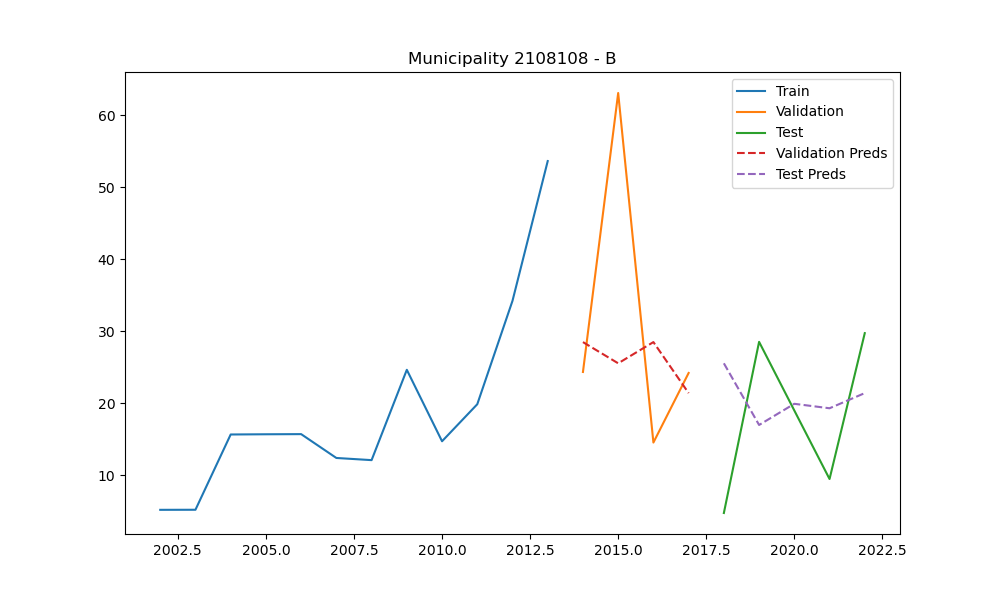 Municipality 2108108 - B
Train
Validation
Test
Validation Preds
Test Preds
60
50
40
30
20
10
2002.5 2005.0 2007.5 2010.0 2012.5 2015.0 2017.5 2020.0 2022.5